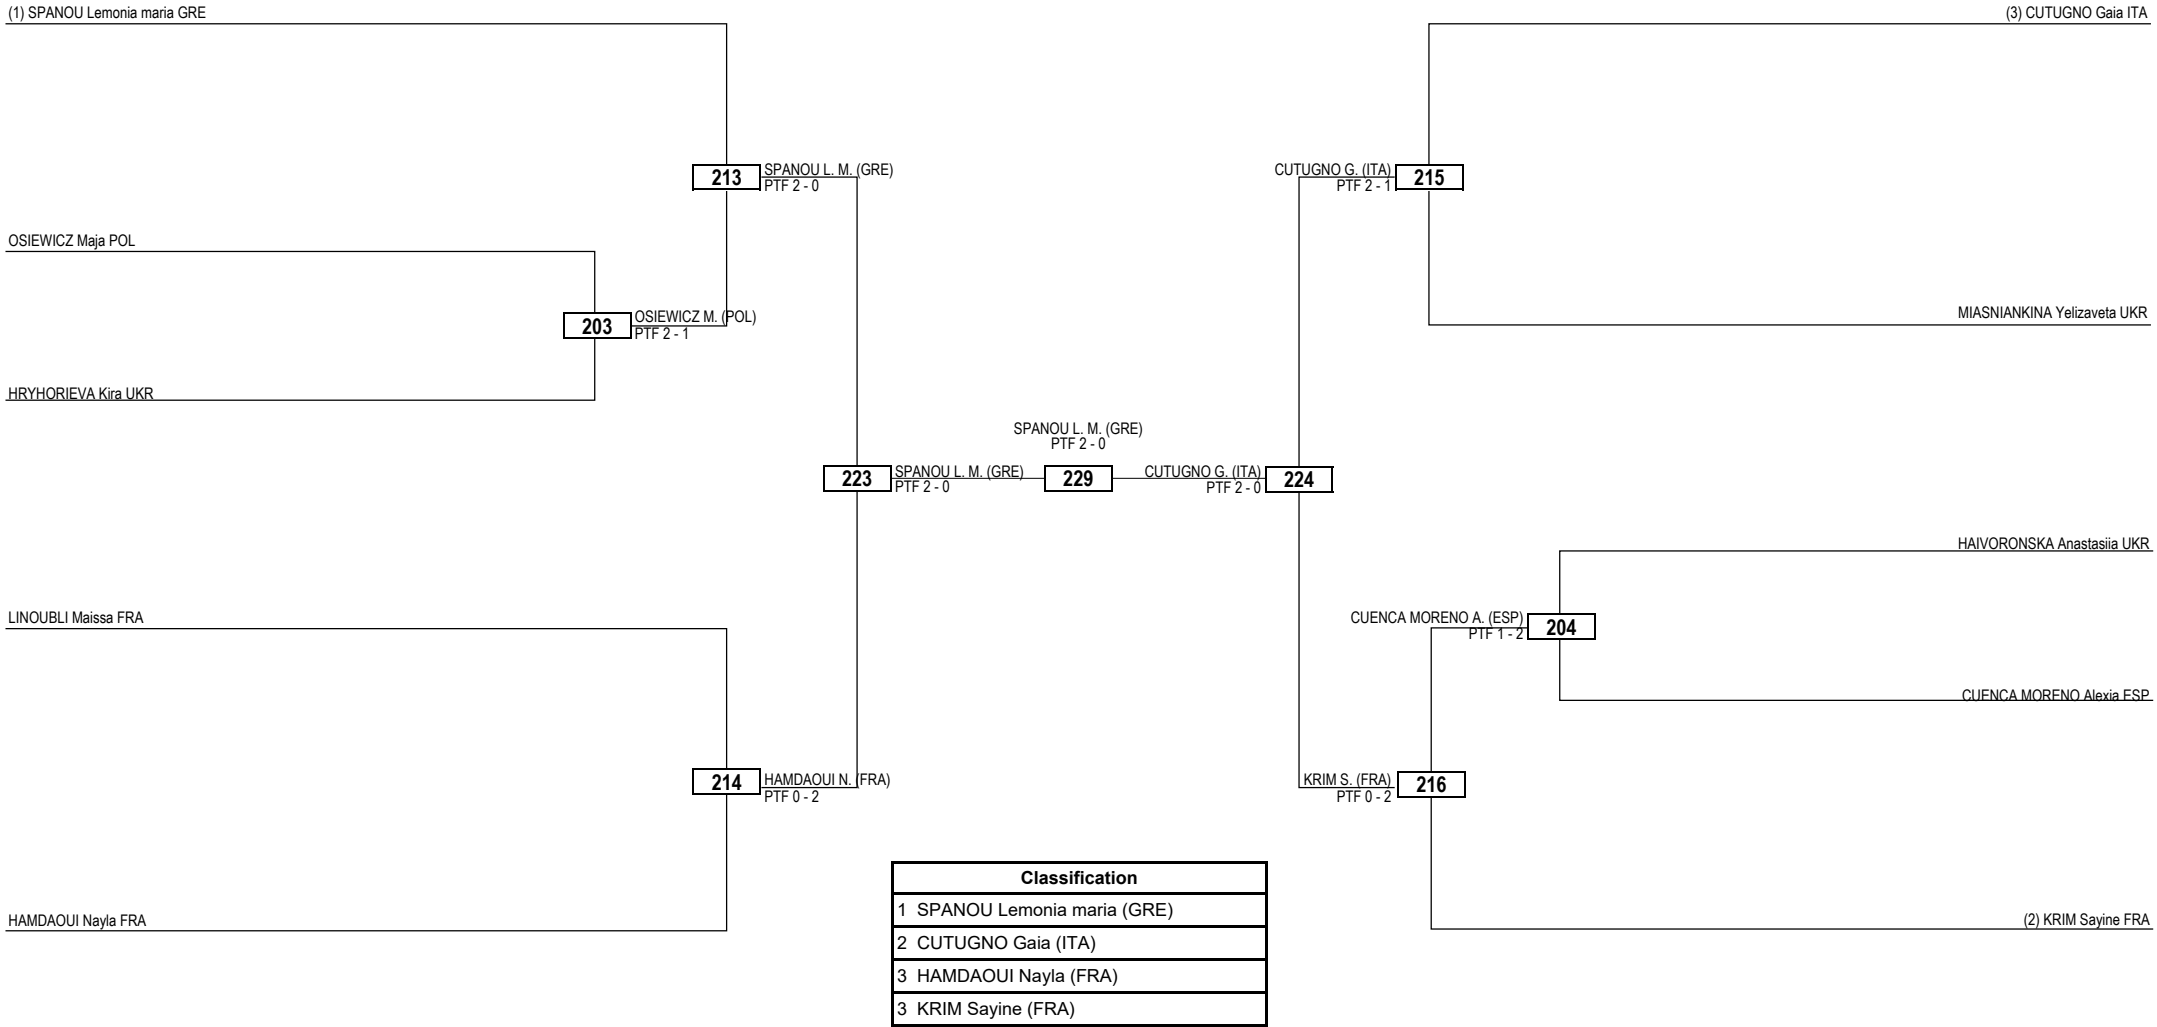 (1) SPANOU Lemonia maria GRE
(3) CUTUGNO Gaia ITA
213
SPANOU L. M. (GRE)
PTF 2 - 0
CUTUGNO G. (ITA)
PTF 2 - 1
215
OSIEWICZ Maja POL
203
OSIEWICZ M. (POL)
PTF 2 - 1
MIASNIANKINA Yelizaveta UKR
HRYHORIEVA Kira UKR
SPANOU L. M. (GRE)
PTF 2 - 0
223
SPANOU L. M. (GRE)
PTF 2 - 0
229
CUTUGNO G. (ITA)
PTF 2 - 0
224
HAIVORONSKA Anastasiia UKR
LINOUBLI Maissa FRA
CUENCA MORENO A. (ESP)
PTF 1 - 2
204
CUENCA MORENO Alexia ESP
214
HAMDAOUI N. (FRA)
PTF 0 - 2
KRIM S. (FRA)
PTF 0 - 2
216
HAMDAOUI Nayla FRA
(2) KRIM Sayine FRA
Classification
1 SPANOU Lemonia maria (GRE)
2 CUTUGNO Gaia (ITA)
3 HAMDAOUI Nayla (FRA)
3 KRIM Sayine (FRA)